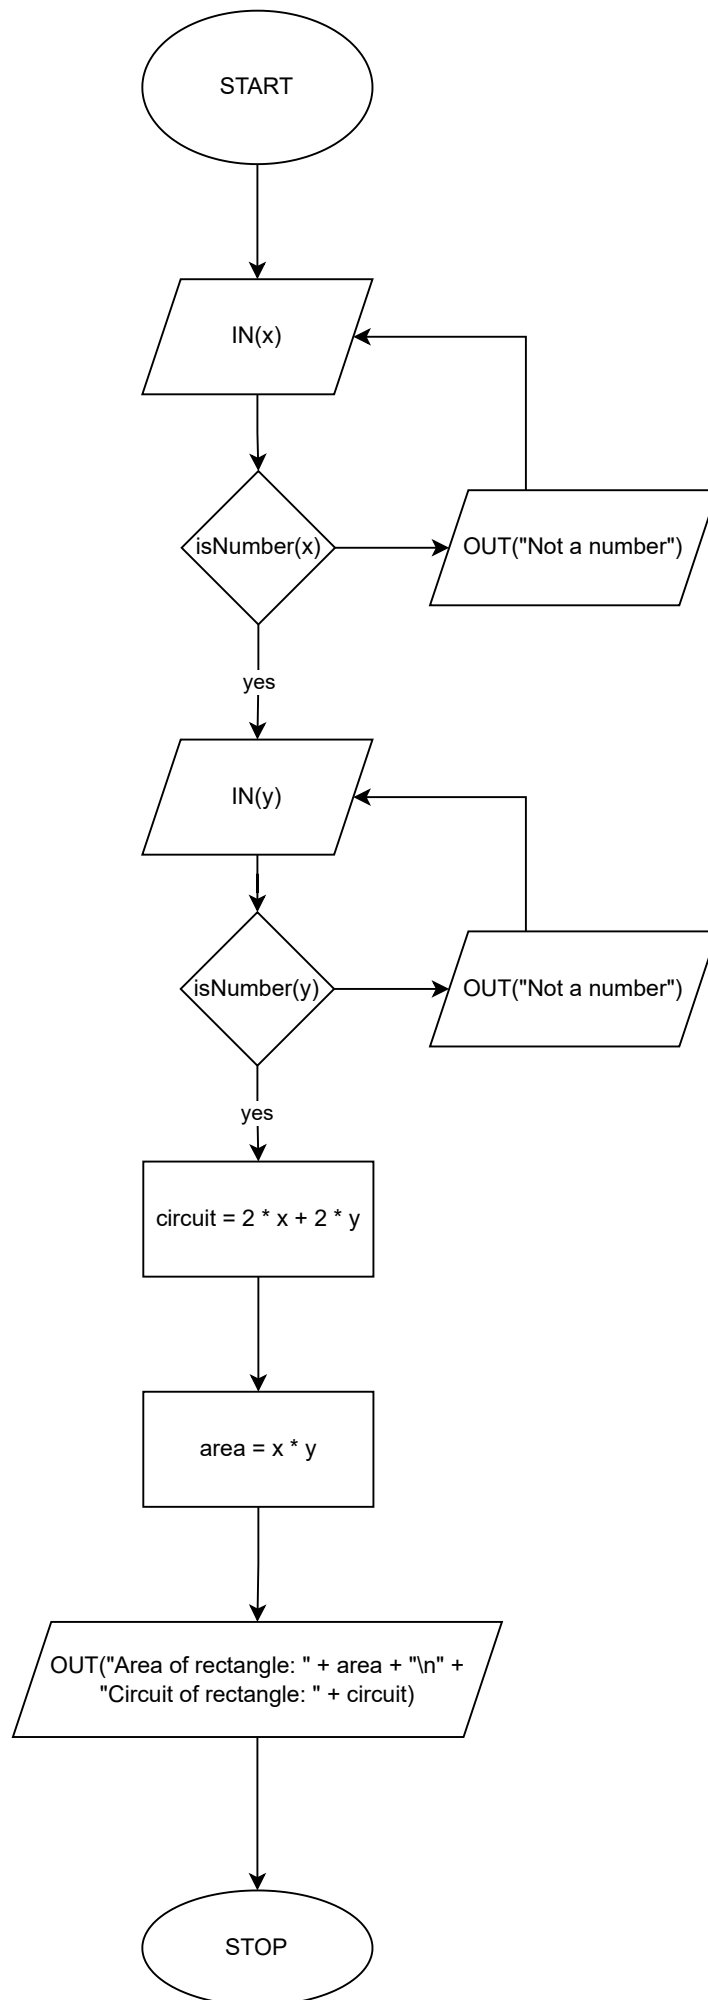 START
IN(x)
isNumber(x)
OUT("Not a number")
yes
IN(y)
isNumber(y)
OUT("Not a number")
yes
circuit = 2 * x + 2 * y
area = x * y
OUT("Area of rectangle: " + area + "\n" +
"Circuit of rectangle: " + circuit)
STOP